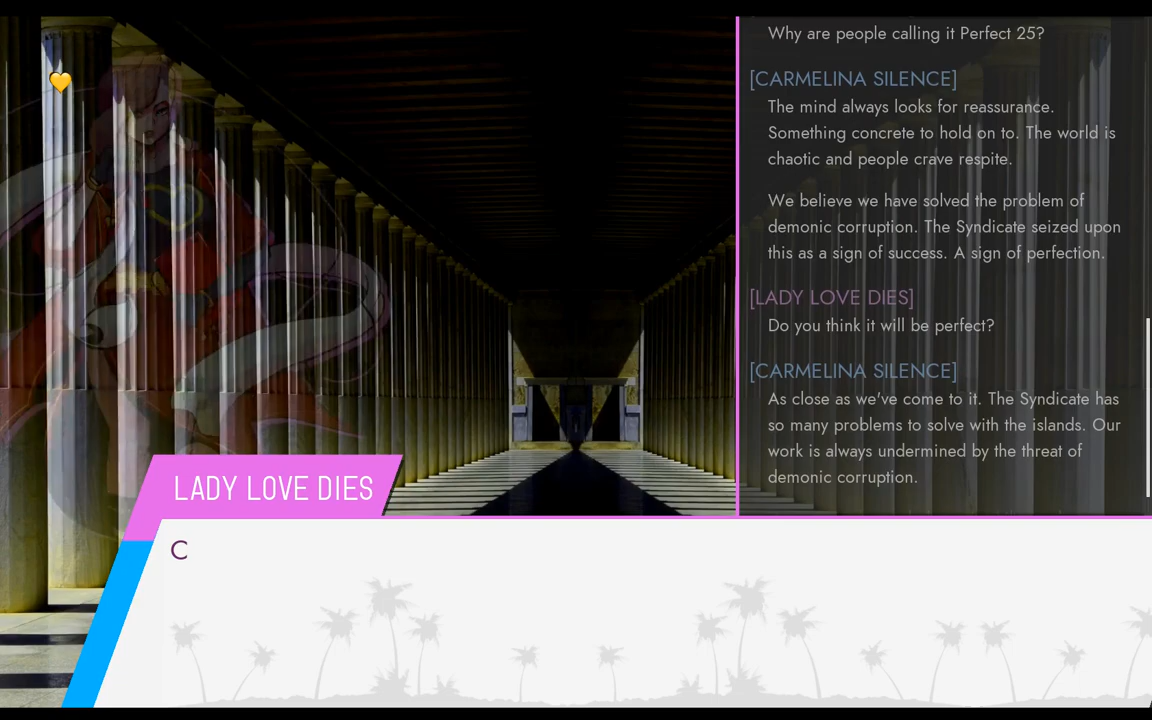 Why are people calling it Perfect 25?
[CARMELINA SILENCE]
The mind always looks for reassurance.
Something concrete to hold on to. The world is
chaotic and people crave respite.
We believe we have solved the problem of
demonic corruption. The Syndicate seized upon
this as a sign of success. A sign of perfection.
[LADY LOVE DIES]
Do you think it will be perfect?
[CARMELINA SILENCE]
As close as we've come to it. The Syndicate has
so many problems to solve with the islands. Our
work is always undermined by the threat of
demonic corruption.
LADY LOVE DIES
C